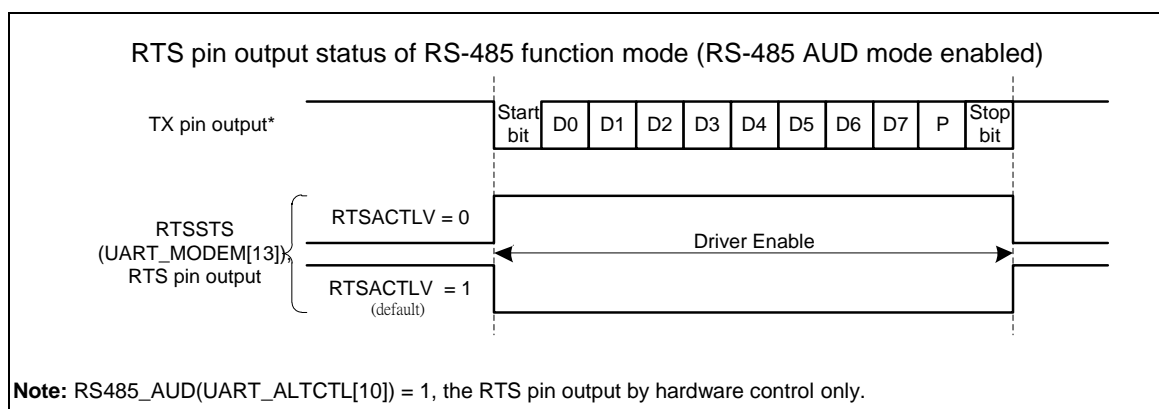 RTS pin output status of RS-485 function mode (RS-485 AUD mode enabled)
TX pin output*
Start bit D0 D1 D2 D3 D4 D5 D6 D7 P Stop bit
RTSSTS
(UART_MODEM[13]),
RTS pin output
RTSACTLV = 0
Driver Enable
RTSACTLV = 1
(default)
Note: RS485_AUD(UART_ALTCTL[10]) = 1, the RTS pin output by hardware control only.